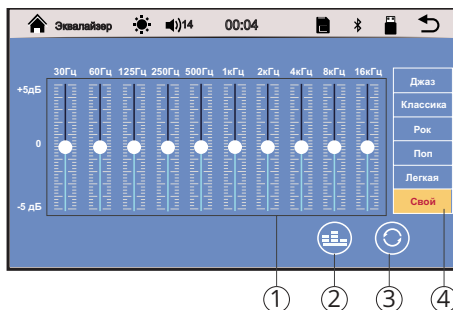 Эквалайзер 14 00:04
30Гц 60Гц 125Гц 250Гц 500Гц 1кГц 2кГц 4кГц 8кГц 16кГц
+5дБ
0
-5 дБ
Джаз
Классика
Рок
Поп
Легкая
Свой
1 2 3 4